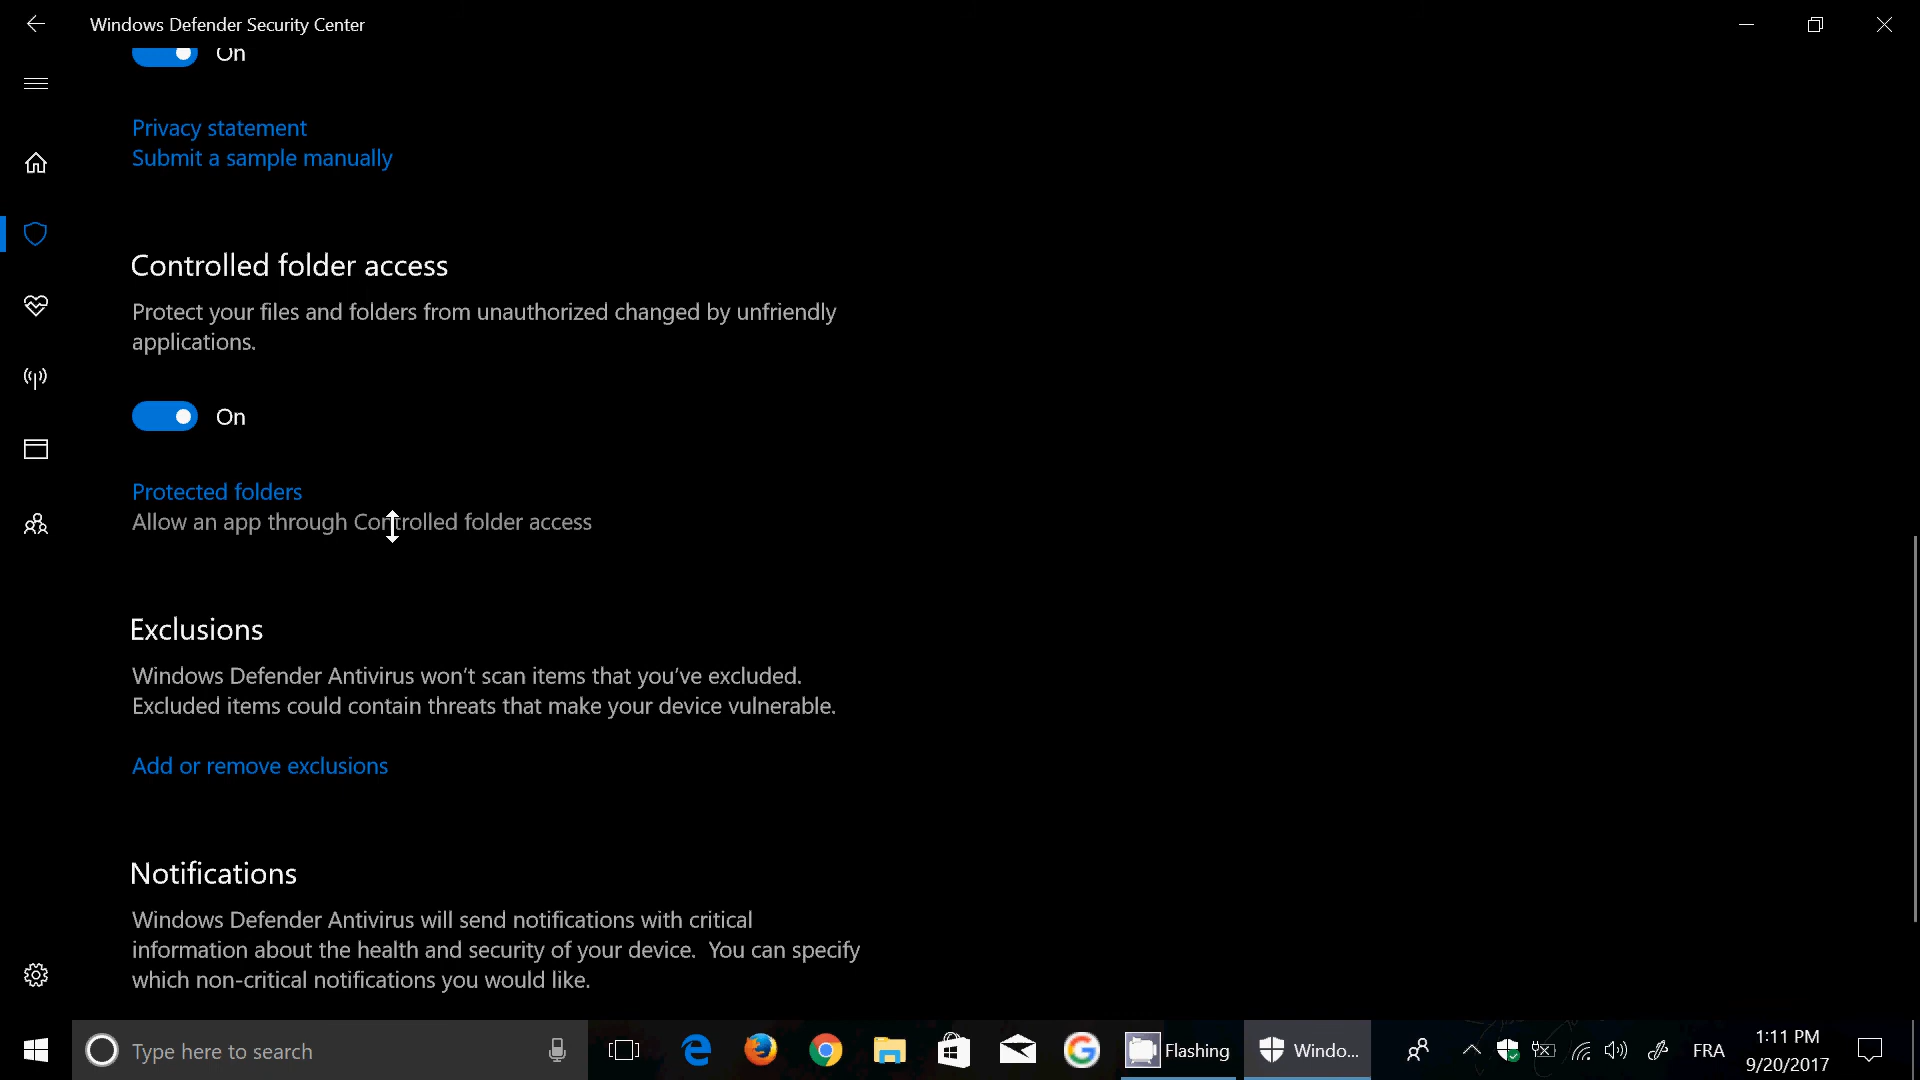 Windows Defender Security Center
On
Privacy statement
Submit a sample manually
Controlled folder access
Protect your files and folders from unauthorized changed by unfriendly
applications.
On
Protected folders
Allow an app through Controlled folder access
Exclusions
Windows Defender Antivirus won't scan items that you've excluded.
Excluded items could contain threats that make your device vulnerable.
Add or remove exclusions
Notifications
Windows Defender Antivirus will send notifications with critical
information about the health and security of your device. You can specify
which non-critical notifications you would like.
Type here to search
Flashing
Windo...
FRA
1:11 PM
9/20/2017